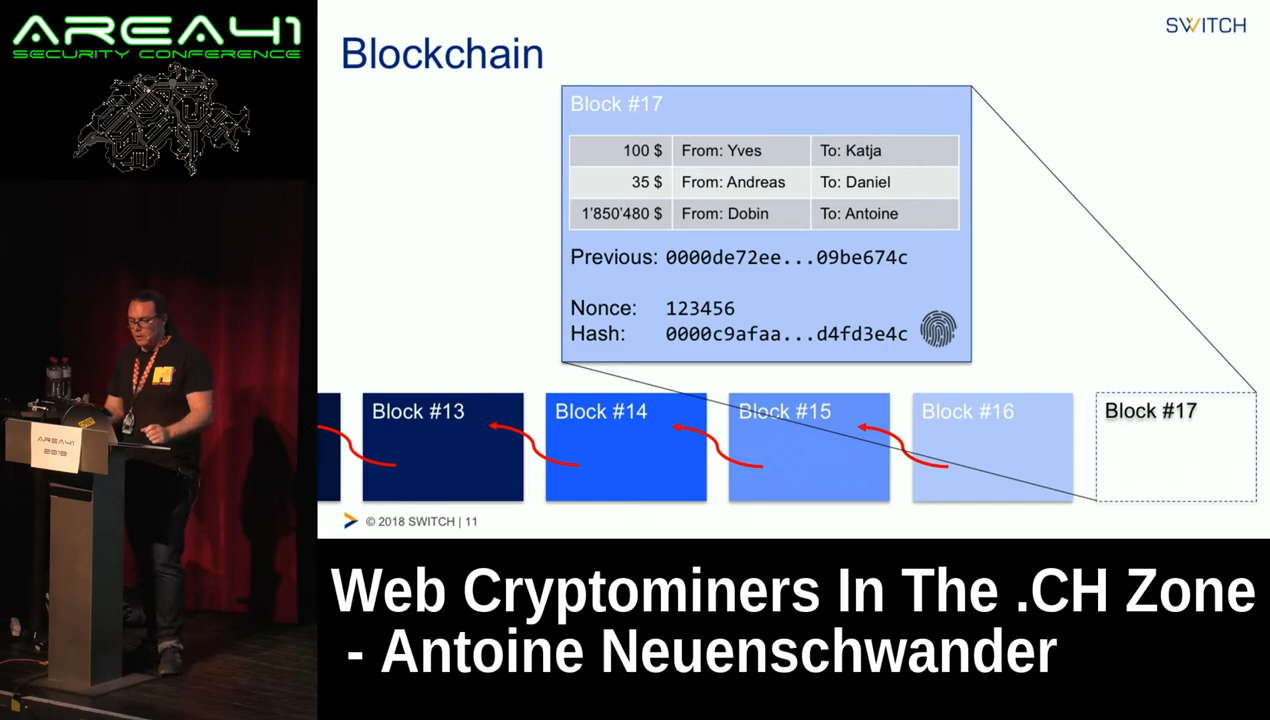 AREA41
SECURITY CONFERENCE
SWITCH
Blockchain
Block #17
100 $ From: Yves To: Katja
35 $ From: Andreas To: Daniel
1'850'480 $ From: Dobin To: Antoine
Previous: 0000de72ee...09be674c
Nonce: 123456
Hash: 0000c9afaa...d4fd3e4c
Block #13
Block #14
Block #15
Block #16
Block #17
© 2018 SWITCH | 11
AREA41
2018
Web Cryptominers In The .CH Zone
- Antoine Neuenschwander